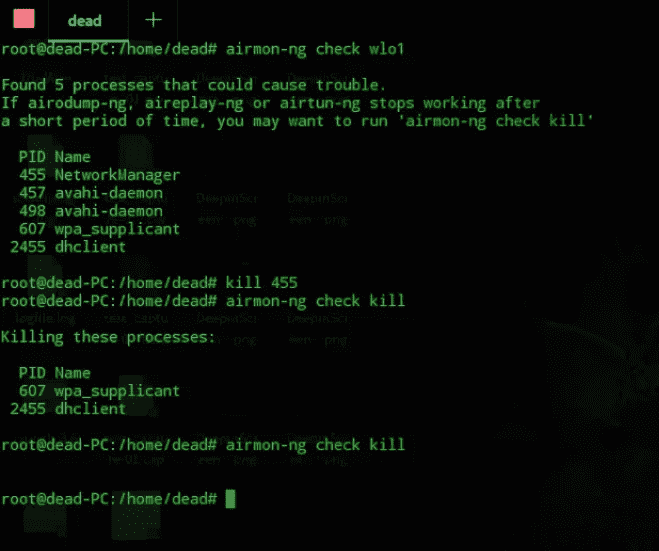 dead
root@dead-PC:/home/dead# airmon-ng check wlo1
Found 5 processes that could cause trouble.
If airodump-ng, aireplay-ng or airtun-ng stops working after
a short period of time, you may want to run 'airmon-ng check kill'
PID Name
455 NetworkManager
457 avahi-daemon
498 avahi-daemon
607 wpa_supplicant
2455 dhclient
root@dead-PC:/home/dead# kill 455
root@dead-PC:/home/dead# airmon-ng check kill
Killing these processes:
PID Name
607 wpa_supplicant
2455 dhclient
root@dead-PC:/home/dead# airmon-ng check kill
root@dead-PC:/home/dead#